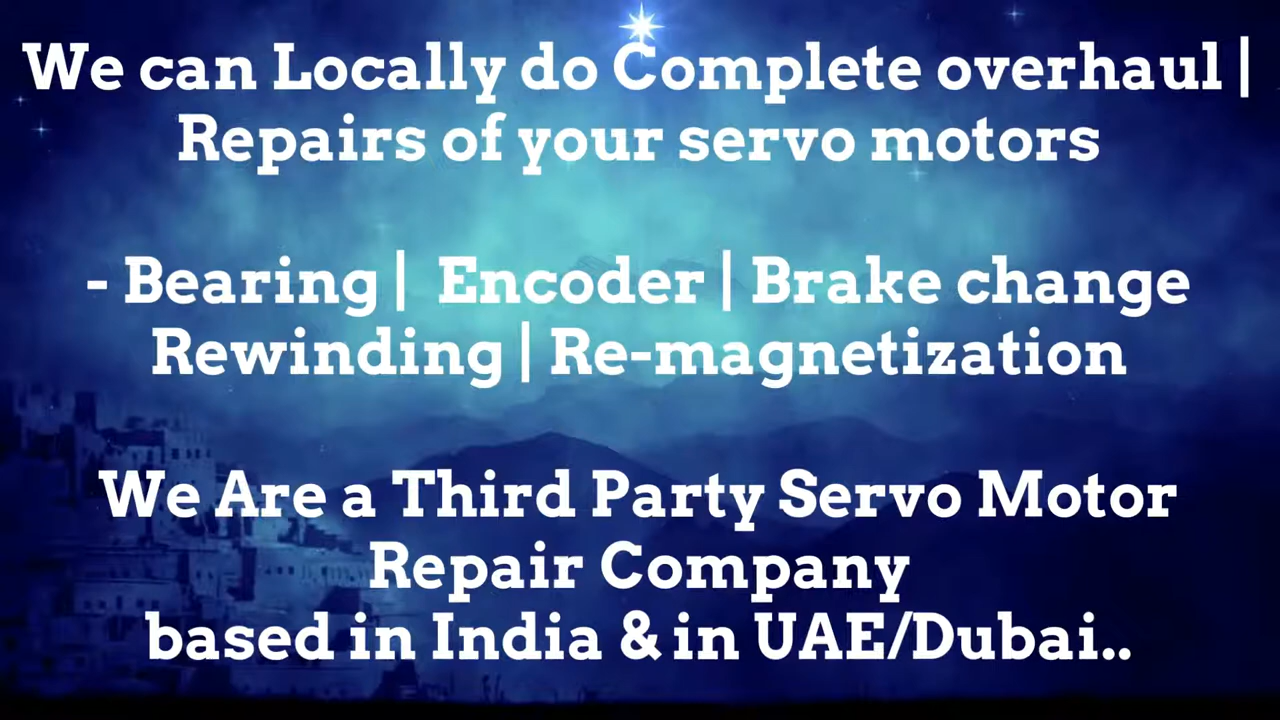 We can Locally do Complete overhaul |
Repairs of your servo motors
- Bearing | Encoder | Brake change
Rewinding | Re-magnetization
We Are a Third Party Servo Motor
Repair Company
based in India & in UAE/Dubai..